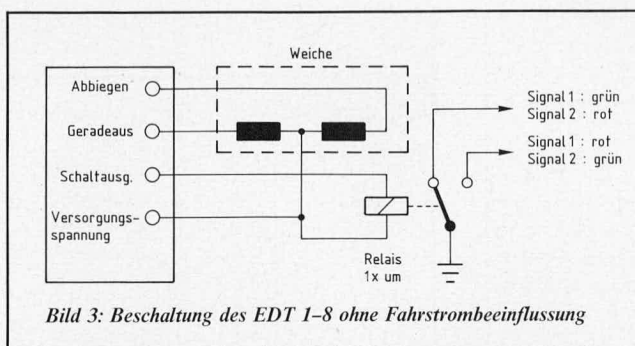 Weiche
Abbiegen
Geradeaus
Schaltausg.
Versorgungs-
spannung
Relais
1x um
Signal 1 : grün
Signal 2 : rot
Signal 1 : rot
Signal 2 : grün
Bild 3: Beschaltung des EDT 1–8 ohne Fahrstrombeeinflussung